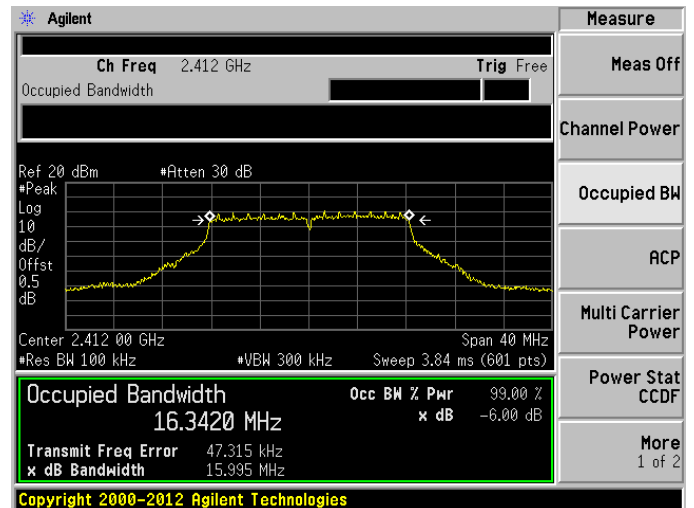 Agilent
Measure
Ch Freq 2.412 GHz Trig Free
Occupied Bandwidth
Meas Off
Channel Power
Occupied BW
ACP
Multi Carrier
Power
Power Stat
CCDF
More
1 of 2
Ref 20 dBm #Atten 30 dB
#Peak
Log
10
dB/
Offst
0.5
dB
Center 2.412 00 GHz Span 40 MHz
#Res BW 100 kHz #VBW 300 kHz Sweep 3.84 ms (601 pts)
Occupied Bandwidth Occ BW % Pwr 99.00 %
16.3420 MHz x dB -6.00 dB
Transmit Freq Error 47.315 kHz
x dB Bandwidth 15.995 MHz
Copyright 2000-2012 Agilent Technologies